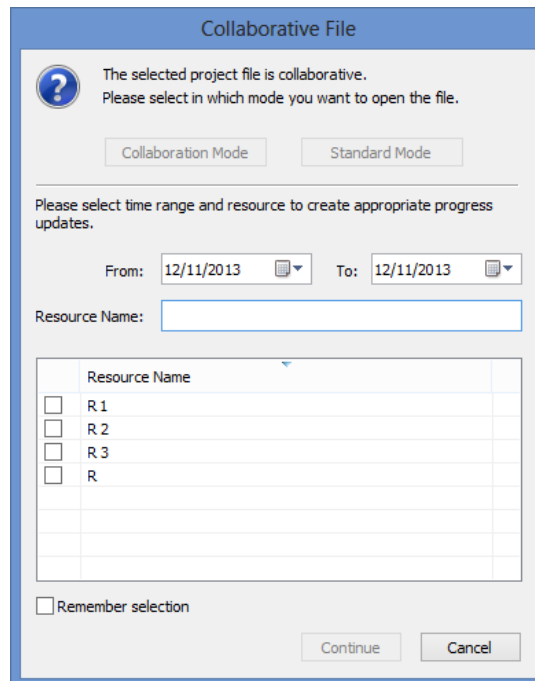 Collaborative File
The selected project file is collaborative.
Please select in which mode you want to open the file.
Collaboration Mode
Standard Mode
Please select time range and resource to create appropriate progress
updates.
From: 12/11/2013 To: 12/11/2013
Resource Name:
Resource Name
R 1
R 2
R 3
R
Remember selection
Continue
Cancel